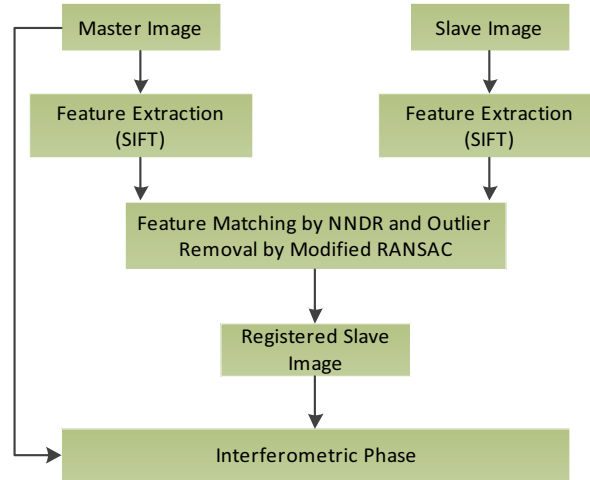 Master Image
Slave Image
Feature Extraction
(SIFT)
Feature Extraction
(SIFT)
Feature Matching by NNDR and Outlier
Removal by Modified RANSAC
Registered Slave
Image
Interferometric Phase